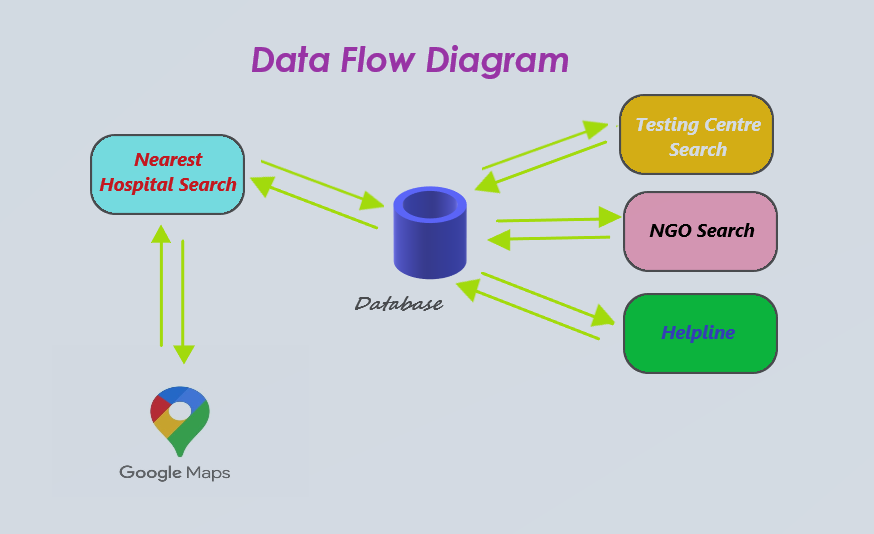 Data Flow Diagram
Nearest
Hospital Search
Testing Centre
Search
NGO Search
Database
Helpline
Google Maps